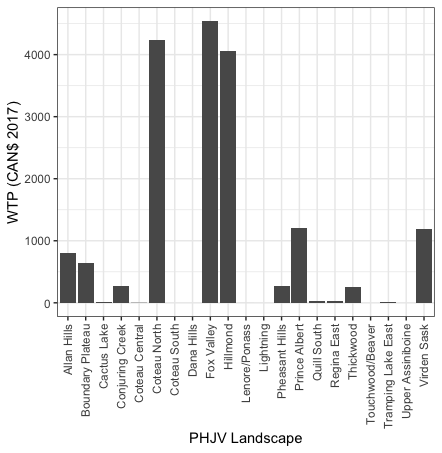 WTP (CAN$ 2017)
4000
3000
2000
1000
0
Allan Hills
Boundary Plateau
Cactus Lake
Conjuring Creek
Coteau Central
Coteau North
Coteau South
Dana Hills
Fox Valley
Hillmond
Lenore/Ponass
Lightning
Pheasant Hills
Prince Albert
Quill South
Regina East
Thickwood
Touchwood/Beaver
Tramping Lake East
Upper Assiniboine
Virden Sask
PHJV Landscape